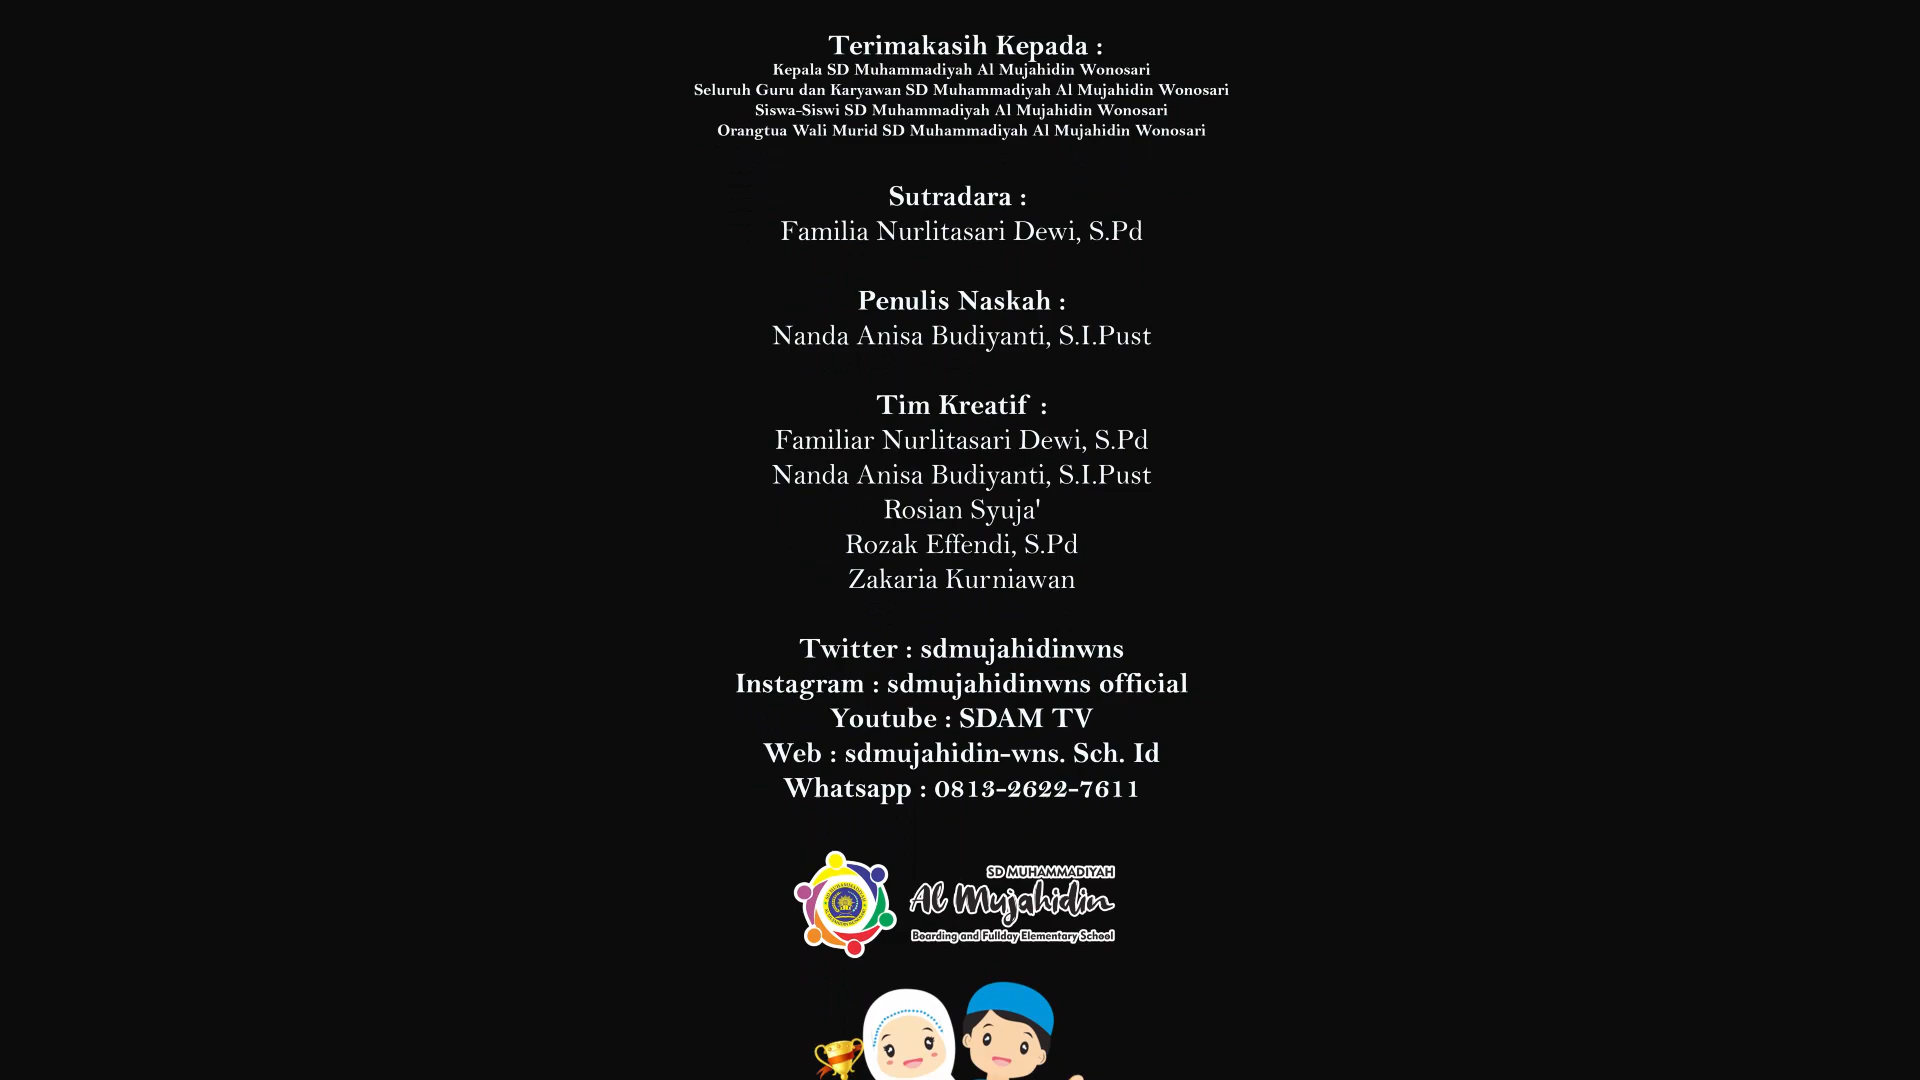 Terimakasih Kepada :
Kepala SD Muhammadiyah Al Mujahidin Wonosari
Seluruh Guru dan Karyawan SD Muhammadiyah Al Mujahidin Wonosari
Siswa-Siswi SD Muhammadiyah Al Mujahidin Wonosari
Orangtua Wali Murid SD Muhammadiyah Al Mujahidin Wonosari
Sutradara :
Familia Nurlitasari Dewi, S.Pd
Penulis Naskah :
Nanda Anisa Budiyanti, S.I.Pust
Tim Kreatif :
Familiar Nurlitasari Dewi, S.Pd
Nanda Anisa Budiyanti, S.I.Pust
Rosian Syuja'
Rozak Effendi, S.Pd
Zakaria Kurniawan
Twitter : sdmujahidinwns
Instagram : sdmujahidinwns official
Youtube : SDAM TV
Web : sdmujahidin-wns. Sch. Id
Whatsapp : 0813-2622-7611
SD MUHAMMADIYAH
Al Mujahidin
Boarding and Fullday Elementary School